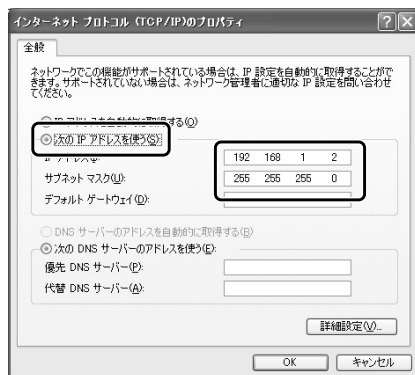 インターネット プロトコル (TCP/IP)のプロパティ
全般
ネットワークでこの機能がサポートされている場合は、IP 設定を自動的に取得することがで
きます。サポートされていない場合は、ネットワーク管理者に適切な IP 設定を問い合わせ
てください。
IP アドレスを自動的に取得する(O)
次の IP アドレスを使う(S):
IP アドレス(I): 192 168 1 2
サブネット マスク(U): 255 255 255 0
デフォルト ゲートウェイ(D):
DNS サーバーのアドレスを自動的に取得する(B)
次の DNS サーバーのアドレスを使う(E):
優先 DNS サーバー(P):
代替 DNS サーバー(A):
詳細設定(V)...
OK キャンセル